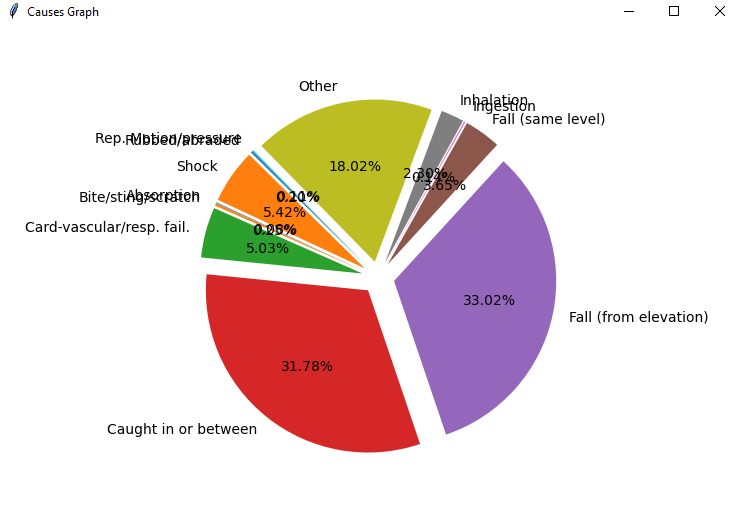 Causes Graph
Other
Inhalation
Ingestion
Fall (same level)
Rep. Motion/pressure
Rubbed/abraded
Shock
Absorption
Bite/sting/scratch
Card-vascular/resp. fail.
18.02%
2.30%
3.65%
5.42%
5.03%
33.02%
Fall (from elevation)
31.78%
Caught in or between